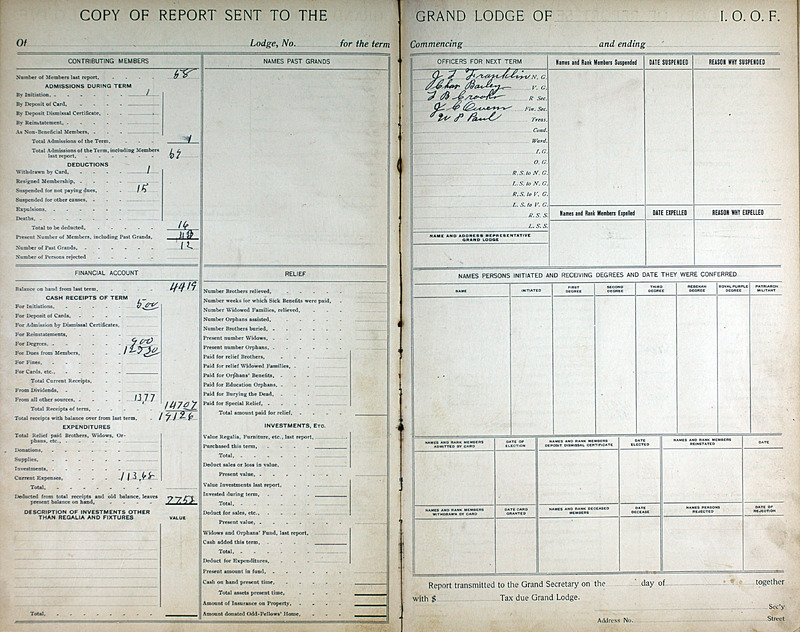 COPY OF REPORT SENT TO THE
Of Lodge, No. for the term
CONTRIBUTING MEMBERS
Number of Members last report, 68
ADMISSIONS DURING TERM
By Initiation, 1
By Deposit of Card,
By Deposit Dismissal Certificate,
By Reinstatement,
As Non-Beneficial Members,
Total Admissions of the Term, 1
Total Admissions of the Term, including Members
last report, 69
DEDUCTIONS
Withdrawn by Card, 1
Resigned Membership,
Suspended for not paying dues, 15
Suspended for other causes,
Expulsions,
Deaths,
Total to be deducted, 16
Present Number of Members, including Past Grands,
Number of Past Grands, 12
Number of Persons rejected
NAMES PAST GRANDS
FINANCIAL ACCOUNT
Balance on hand from last term, 4419
CASH RECEIPTS OF TERM
For Initiations, 5.00
For Deposit of Cards,
For Admission by Dismissal Certificates,
For Reinstatements,
For Degrees, 9.00
For Dues from Members,
For Fines,
For Cards, etc.,
Total Current Receipts,
From Dividends,
From all other sources, 13.77
Total Receipts of term, 14707
Total receipts with balance over from last term, 19126
EXPENDITURES
Total Relief paid Brothers, Widows, Or-
phans, etc.,
Donations,
Supplies,
Investments,
Current Expenses, 113.68
Total,
Deducted from total receipts and old balance, leaves
present balance on hand, 7758
DESCRIPTION OF INVESTMENTS OTHER
THAN REGALIA AND FIXTURES
VALUE
Total,
RELIEF
Number Brothers relieved,
Number weeks for which Sick Benefits were paid,
Number Widowed Families, relieved,
Number Orphans assisted,
Number Brothers buried,
Present number Widows,
Present number Orphans,
Paid for relief Brothers,
Paid for relief Widowed Families,
Paid for Orphans' Benefits,
Paid for Education Orphans,
Paid for Burying the Dead,
Paid for Special Relief,
Total amount paid for relief,
INVESTMENTS, Etc.
Value Regalia, Furniture, etc., last report,
Purchased this term,
Total,
Deduct sales or loss in value,
Present value,
Value Investments last report,
Invested during term,
Total,
Deduct for sales, etc.,
Present value,
Widows and Orphans' Fund, last report,
Cash added this term,
Total,
Deduct for Expenditures,
Present amount in fund,
Cash on hand present time,
Total assets present time,
Amount of Insurance on Property,
Amount donated Odd-Fellows' Home,
GRAND LODGE OF I. O. O. F.
Commencing and ending
OFFICERS FOR NEXT TERM
J L Franklin N. G.
Chas Bailey V. G.
J B Crooks R. Sec.
J C Owens Fin. Sec.
W P Paul Treas.
Cond.
Ward.
I. G.
O. G.
R. S. to N. G.
L. S. to N. G.
R. S. to V. G.
L. S. to V. G.
R. S. S.
L. S. S.
NAME AND ADDRESS REPRESENTATIVE
GRAND LODGE
Names and Rank Members Suspended
DATE SUSPENDED
REASON WHY SUSPENDED
Names and Rank Members Expelled
DATE EXPELLED
REASON WHY EXPELLED
NAMES PERSONS INITIATED AND RECEIVING DEGREES AND DATE THEY WERE CONFERRED
NAME
INITIATED
FIRST DEGREE
SECOND DEGREE
THIRD DEGREE
REBEKAH DEGREE
ROYAL PURPLE DEGREE
PATRIARCH MILITANT
NAMES AND RANK MEMBERS ADMITTED BY CARD
DATE OF ELECTION
NAMES AND RANK MEMBERS DEPOSIT DISMISSAL CERTIFICATE
DATE ELECTED
NAMES AND RANK MEMBERS REINSTATED
DATE
NAMES AND RANK MEMBERS WITHDRAWN BY CARD
DATE CARD GRANTED
NAMES AND RANK DECEASED MEMBERS
DATE DECEASE
NAMES PERSONS REJECTED
DATE OF REJECTION
Report transmitted to the Grand Secretary on the day of together
with $ Tax due Grand Lodge.
Sec'y
Address No. Street